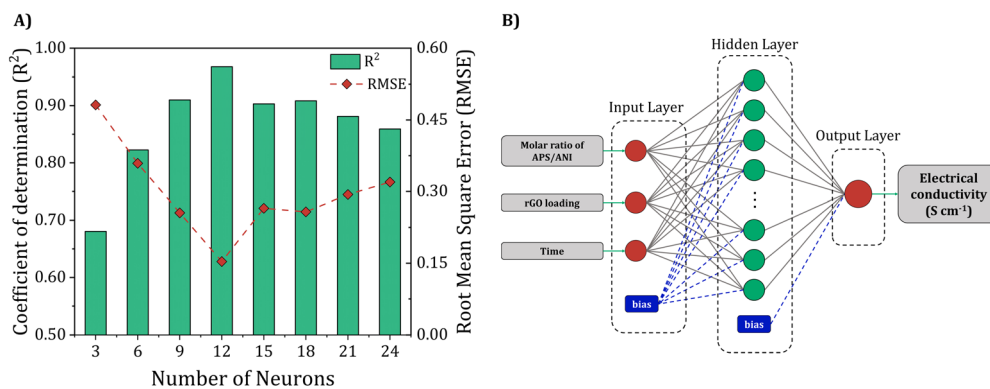 A)
Coefficient of determination (R²)
1.00
0.90
0.80
0.70
0.60
0.50
R²
RMSE
0.60
0.45
0.30
0.15
0.00
Root Mean Square Error (RMSE)
3 6 9 12 15 18 21 24
Number of Neurons
B)
Hidden Layer
Input Layer
Output Layer
Molar ratio of
APS/ANI
rGO loading
Time
bias
bias
Electrical
conductivity
(S cm⁻¹)